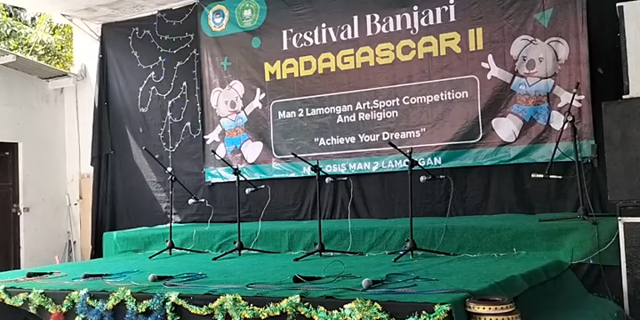 Festival Banjari
MADAGASCAR II
Man 2 Lamongan Art,Sport Competition
And Religion
"Achieve Your Dreams"
OSIS MAN 2 LAMONGAN